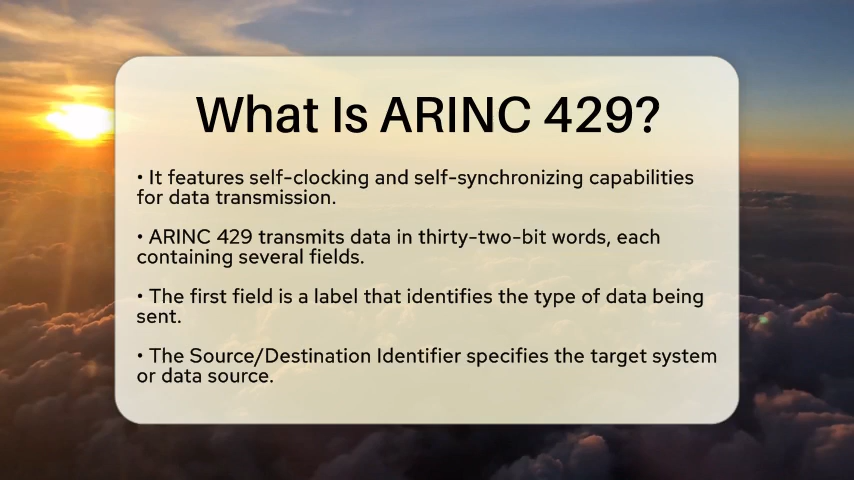 What Is ARINC 429?
• It features self-clocking and self-synchronizing capabilities
for data transmission.
• ARINC 429 transmits data in thirty-two-bit words, each
containing several fields.
• The first field is a label that identifies the type of data being
sent.
• The Source/Destination Identifier specifies the target system
or data source.